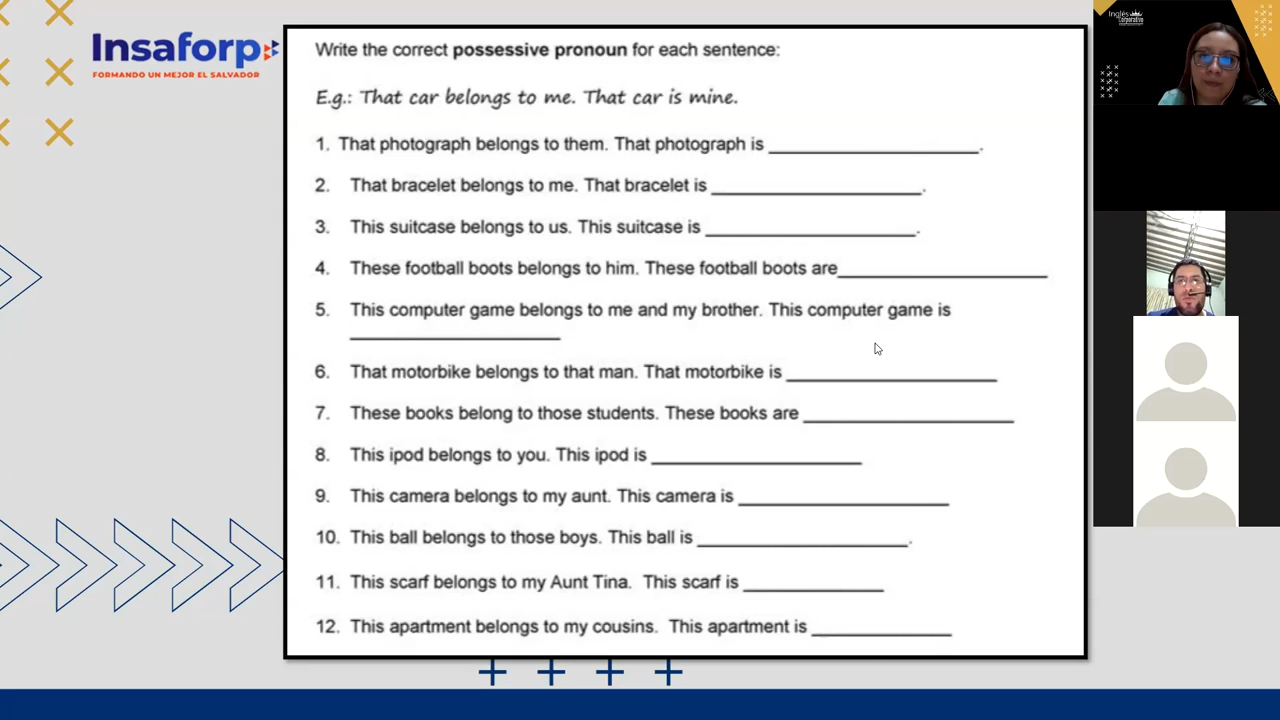 Insaforp
FORMANDO UN MEJOR EL SALVADOR
Inglés
Corporativo
Write the correct possessive pronoun for each sentence:
E.g.: That car belongs to me. That car is mine.
1. That photograph belongs to them. That photograph is ____________________.
2. That bracelet belongs to me. That bracelet is ____________________.
3. This suitcase belongs to us. This suitcase is ____________________.
4. These football boots belongs to him. These football boots are____________________
5. This computer game belongs to me and my brother. This computer game is
____________________
6. That motorbike belongs to that man. That motorbike is ____________________
7. These books belong to those students. These books are ____________________
8. This ipod belongs to you. This ipod is ____________________
9. This camera belongs to my aunt. This camera is ____________________
10. This ball belongs to those boys. This ball is ____________________.
11. This scarf belongs to my Aunt Tina. This scarf is ______________
12. This apartment belongs to my cousins. This apartment is ______________